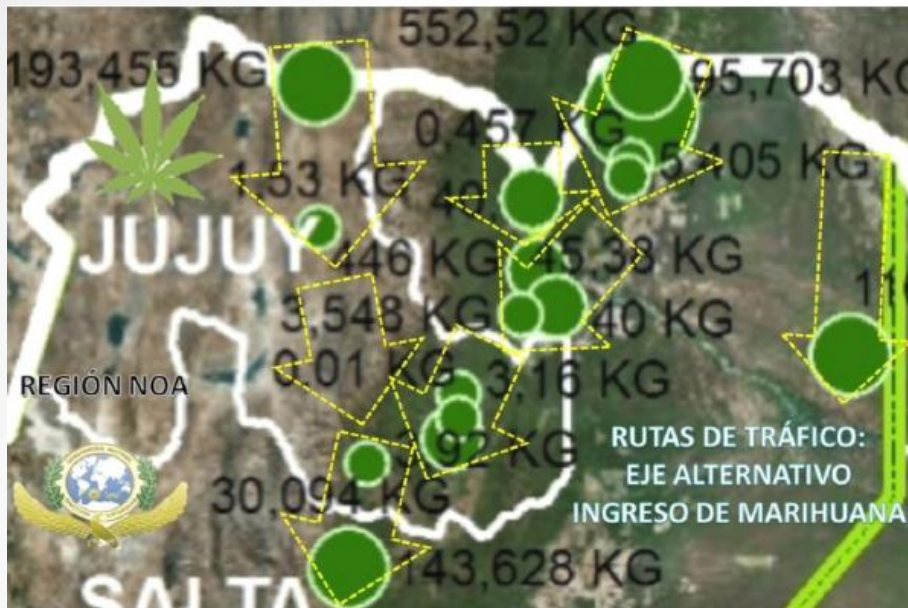 552,52 KG
193,455 KG
95,703 KG
0,457 KG
5,405 KG
53 KG
JUJUY
446 KG
45,38 KG
3,548 KG
40 KG
0,01 KG
3,16 KG
REGIÓN NOA
92 KG
RUTAS DE TRÁFICO:
EJE ALTERNATIVO
INGRESO DE MARIHUANA
30,094 KG
143,628 KG
SALTA